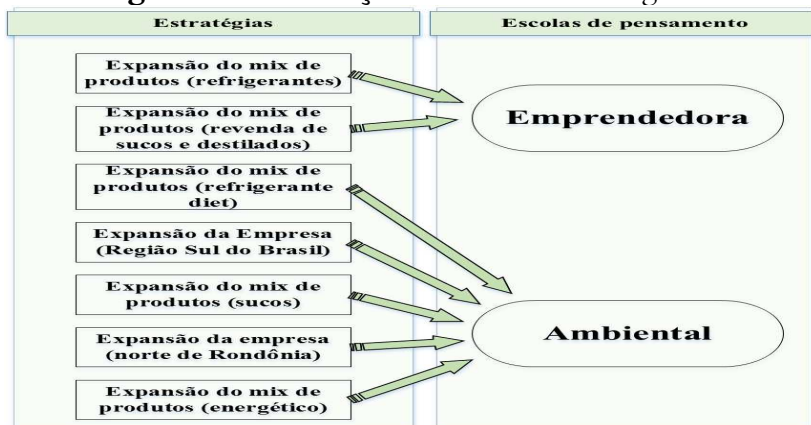 Estratégias
Escolas de pensamento
Expansão do mix de
produtos (refrigerantes)
Expansão do mix de
produtos (revenda de
sucos e destilados)
Expansão do mix de
produtos (refrigerante
diet)
Expansão da Empresa
(Região Sul do Brasil)
Expansão do mix de
produtos (sucos)
Expansão da empresa
(norte de Rondônia)
Expansão do mix de
produtos (energético)
Emprendedora
Ambiental